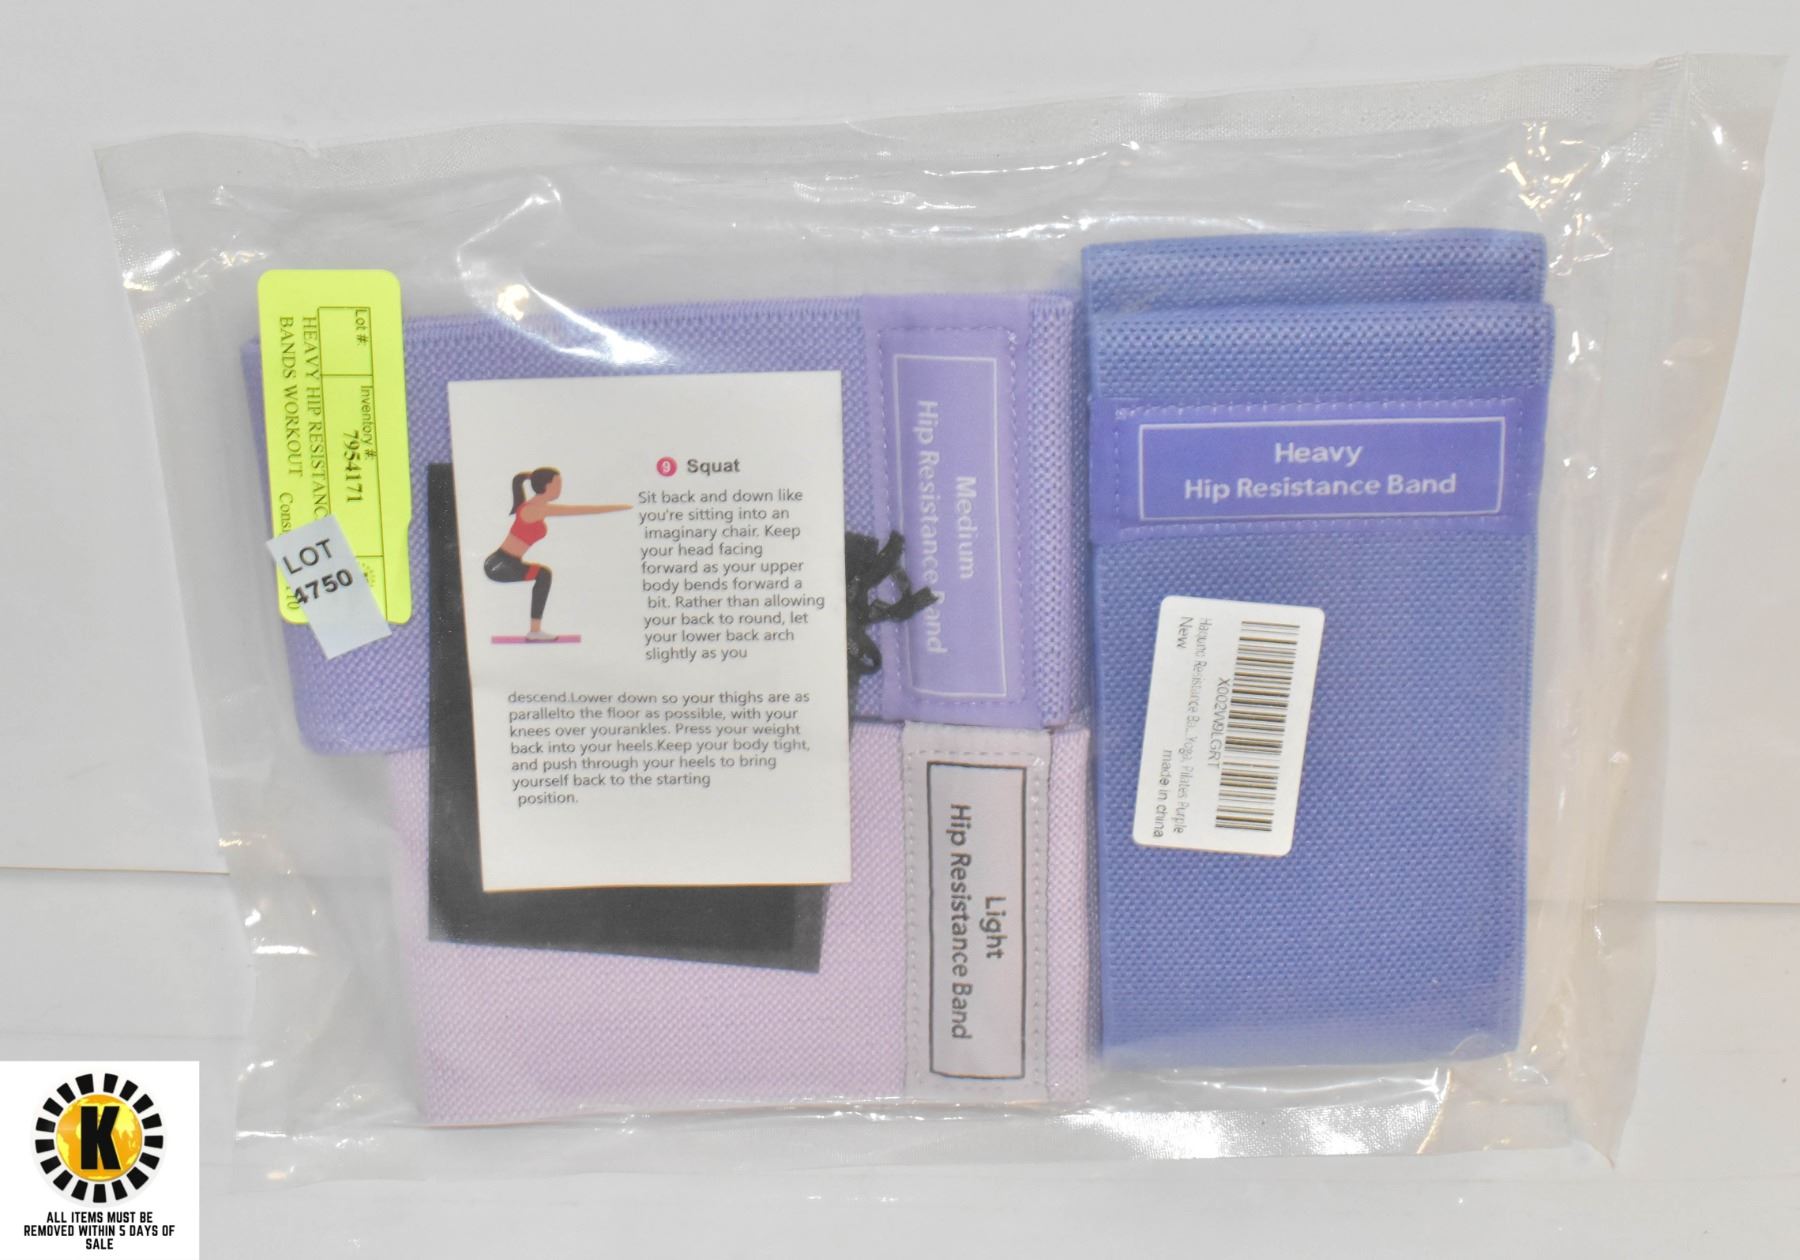 Lot #:
Inventory #:
7954171
HEAVY HIP RESISTANC
BANDS WORKOUT
LOT
4750
9 Squat
Sit back and down like
you're sitting into an
imaginary chair. Keep
your head facing
forward as your upper
body bends forward a
bit. Rather than allowing
your back to round, let
your lower back arch
slightly as you
descend.Lower down so your thighs are as
parallelto the floor as possible, with your
knees over yourankles. Press your weight
back into your heels.Keep your body tight,
and push through your heels to bring
yourself back to the starting
position.
Medium
Hip Resistance Band
Light
Hip Resistance Band
Heavy
Hip Resistance Band
Resistance Ba... Yoga, Pilates Purple
New
made in china
K
ALL ITEMS MUST BE
REMOVED WITHIN 5 DAYS OF
SALE